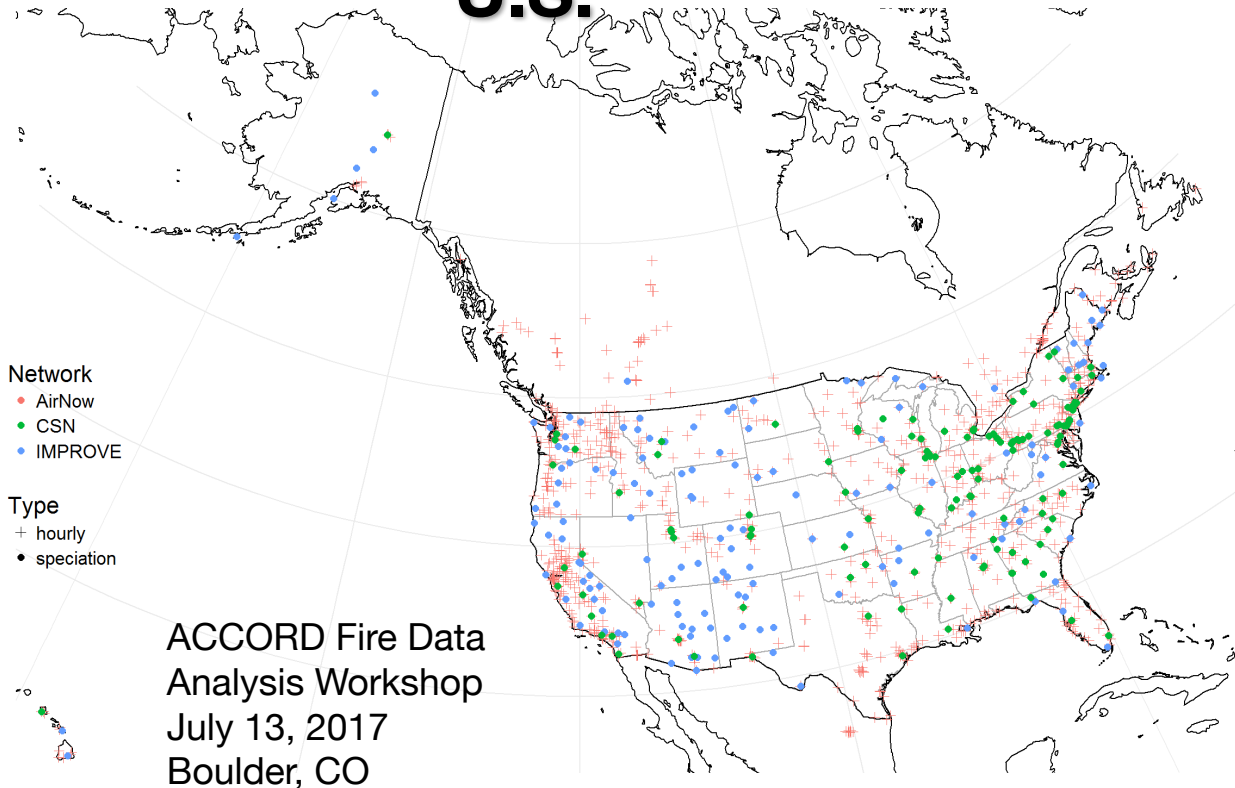 U.S.
Network
AirNow
CSN
IMPROVE
Type
hourly
speciation
ACCORD Fire Data
Analysis Workshop
July 13, 2017
Boulder, CO